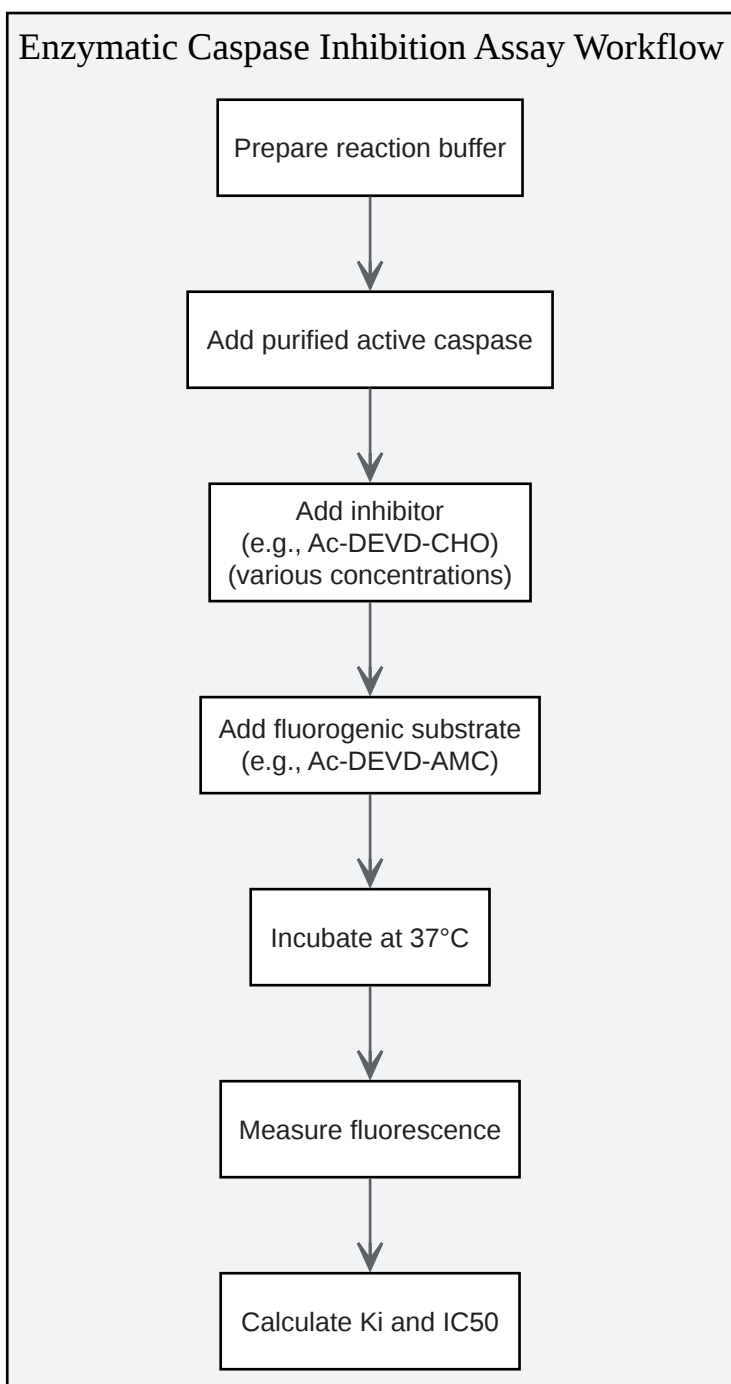 Enzymatic Caspase Inhibition Assay Workflow
Prepare reaction buffer
Add purified active caspase
Add inhibitor
(e.g., Ac-DEVD-CHO)
(various concentrations)
Add fluorogenic substrate
(e.g., Ac-DEVD-AMC)
Incubate at 37°C
Measure fluorescence
Calculate Ki and IC50